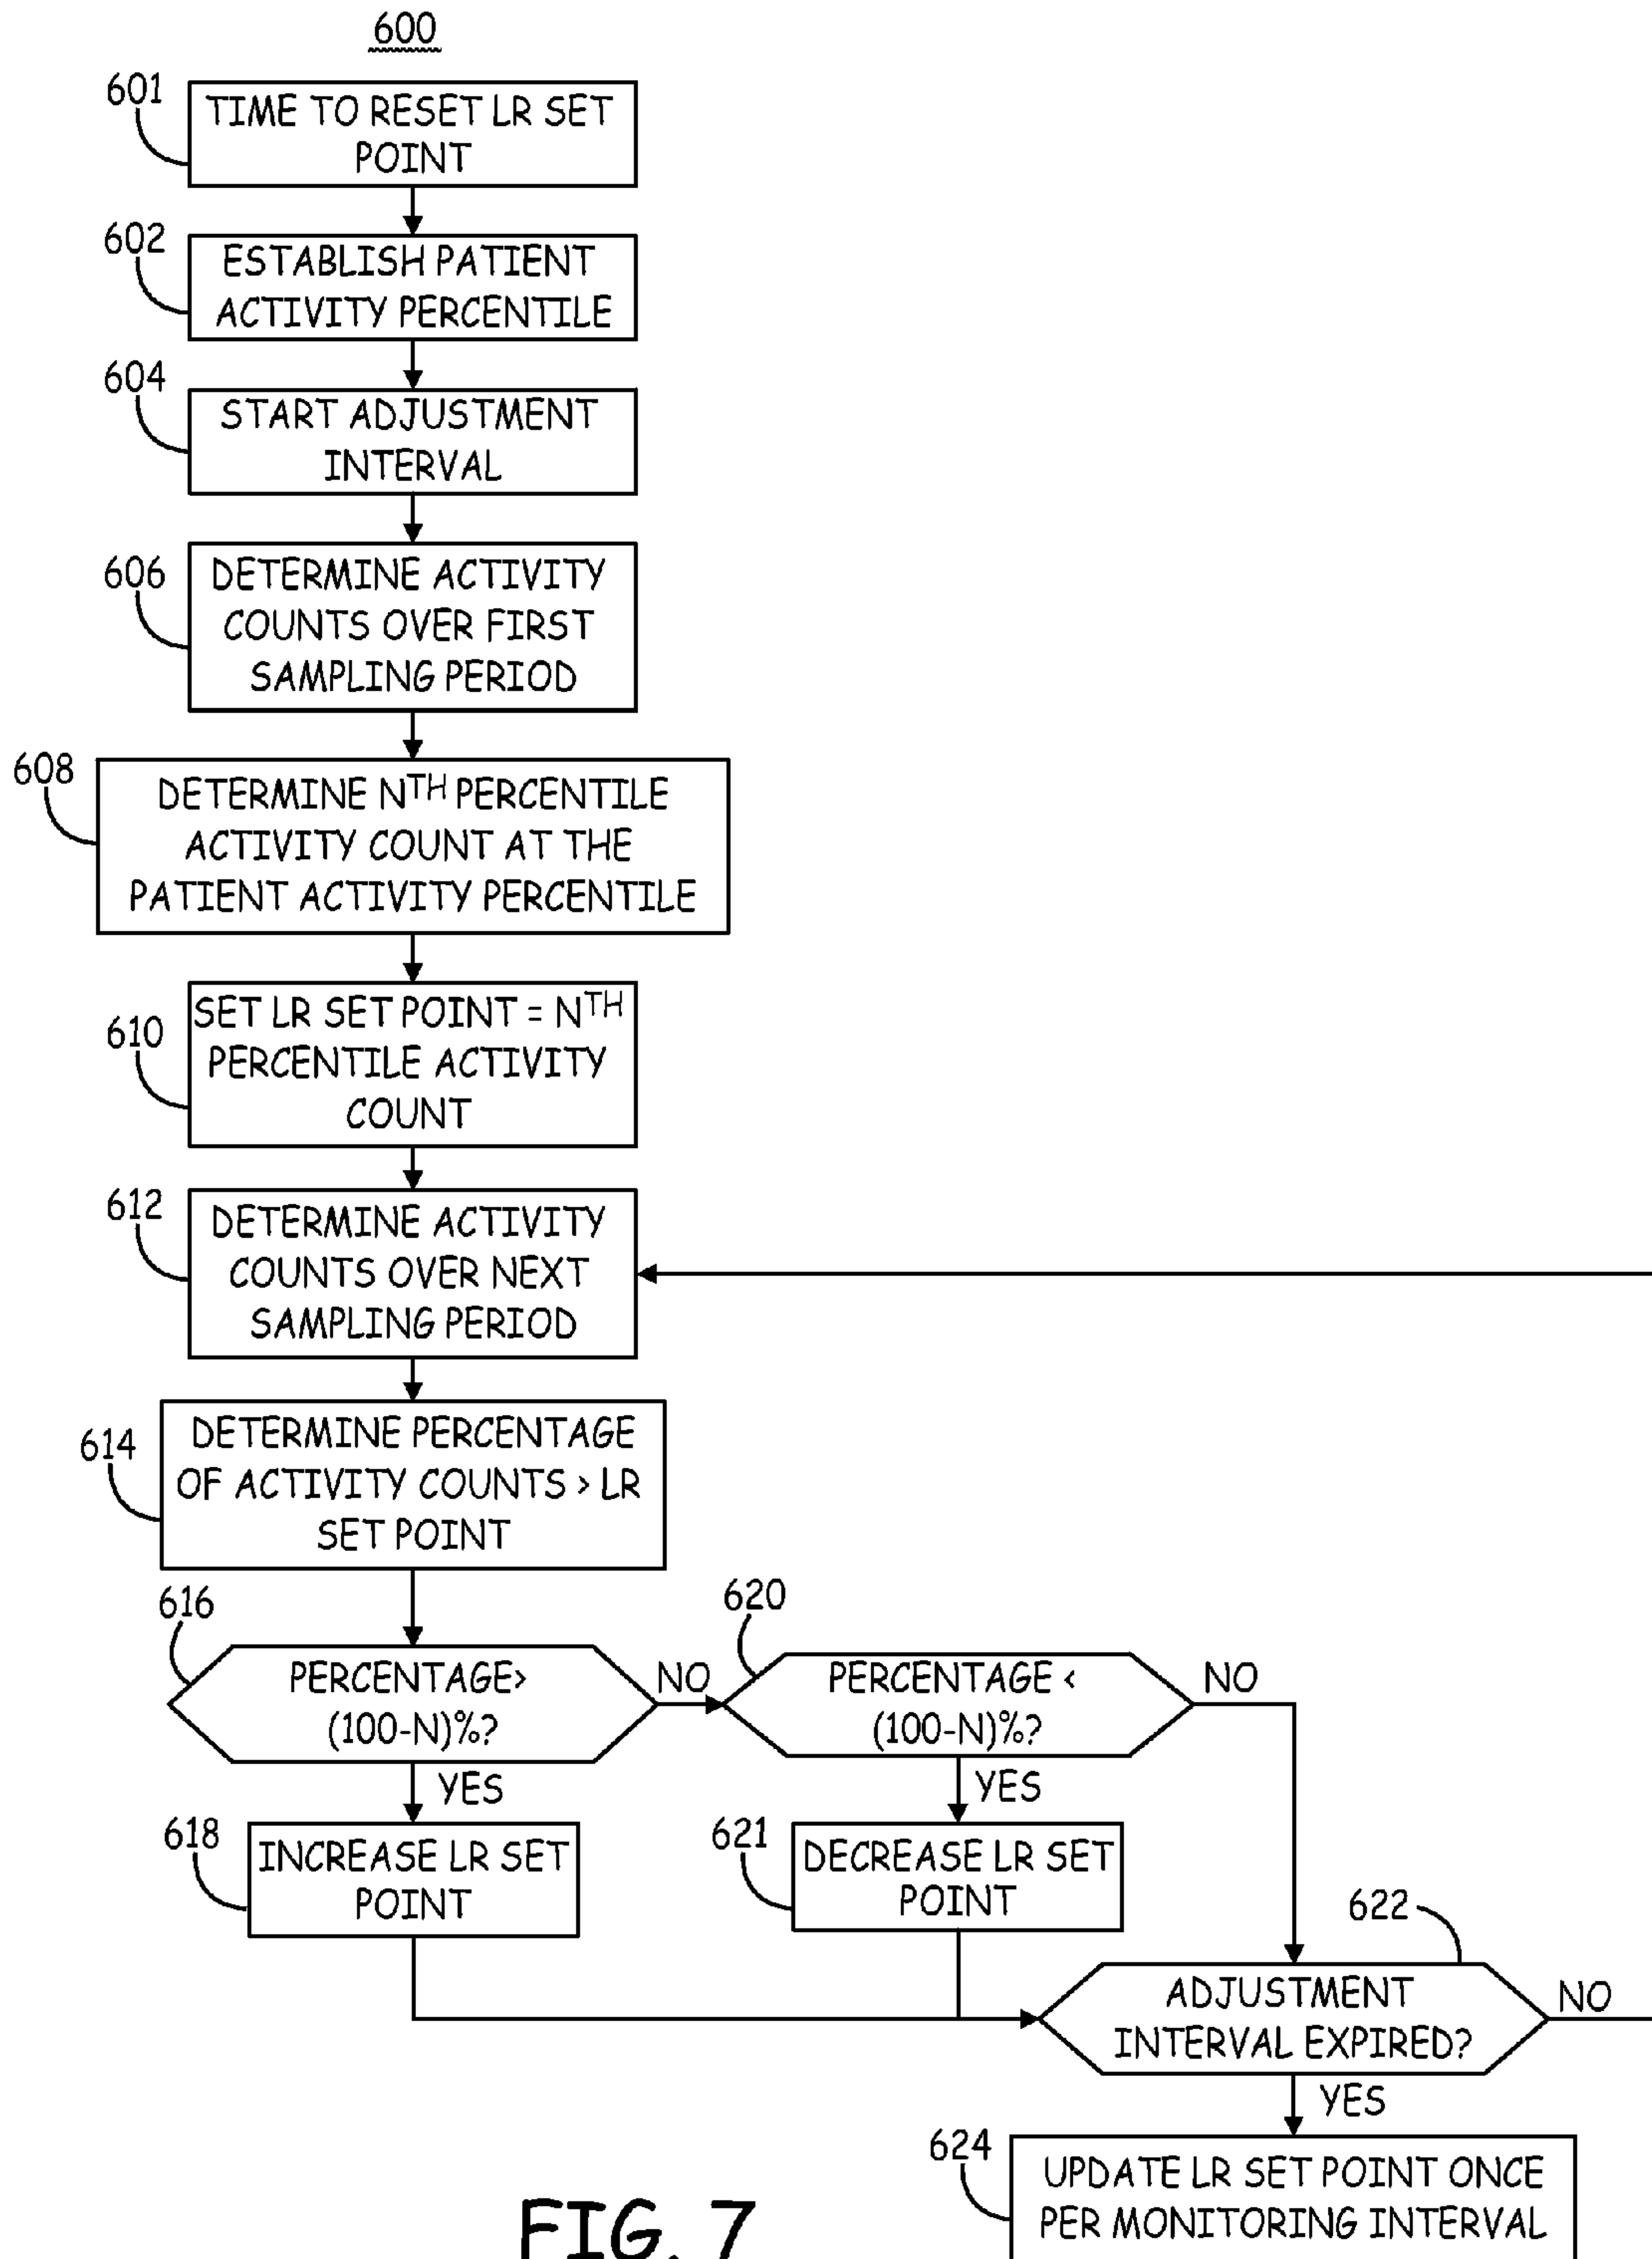 600
601
TIME TO RESET LR SET
POINT
602
ESTABLISH PATIENT
ACTIVITY PERCENTILE
604
START ADJUSTMENT
INTERVAL
606
DETERMINE ACTIVITY
COUNTS OVER FIRST
SAMPLING PERIOD
608
DETERMINE NTH PERCENTILE
ACTIVITY COUNT AT THE
PATIENT ACTIVITY PERCENTILE
610
SET LR SET POINT = NTH
PERCENTILE ACTIVITY
COUNT
612
DETERMINE ACTIVITY
COUNTS OVER NEXT
SAMPLING PERIOD
614
DETERMINE PERCENTAGE
OF ACTIVITY COUNTS > LR
SET POINT
616
PERCENTAGE>
(100-N)%?
NO
YES
620
PERCENTAGE <
(100-N)%?
NO
YES
618
INCREASE LR SET
POINT
621
DECREASE LR SET
POINT
622
ADJUSTMENT
INTERVAL EXPIRED?
NO
YES
624
UPDATE LR SET POINT ONCE
PER MONITORING INTERVAL
FIG. 7